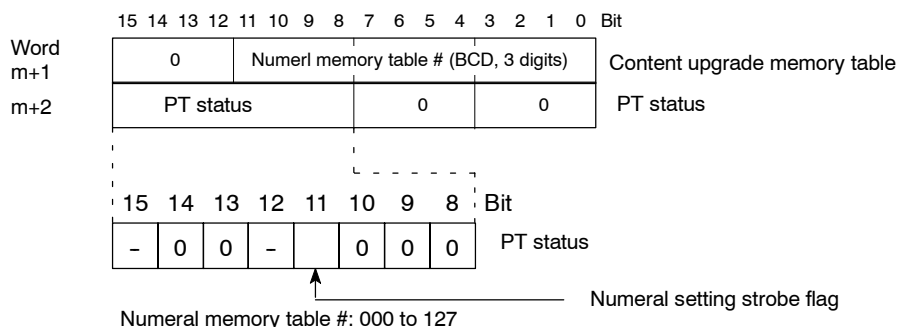 15 14 13 12 11 10 9 8 7 6 5 4 3 2 1 0 Bit
Word
m+1 0 Numerl memory table # (BCD, 3 digits) Content upgrade memory table
m+2 PT status 0 0 PT status
15 14 13 12 11 10 9 8 Bit
– 0 0 – 0 0 0 PT status
Numeral setting strobe flag
Numeral memory table #: 000 to 127